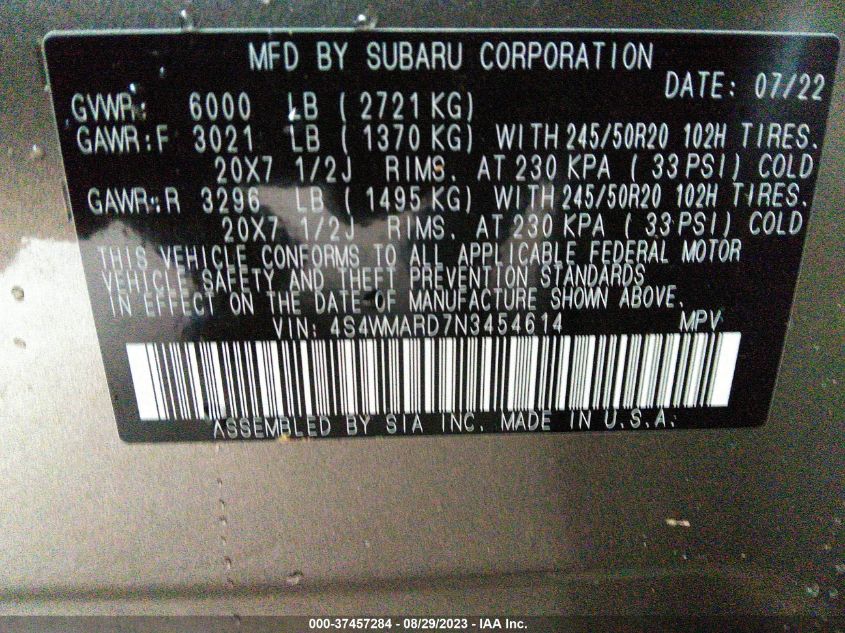 MFD BY SUBARU CORPORATION
DATE: 07/22
GVWR: 6000 LB ( 2721 KG)
GAWR:F 3021 LB ( 1370 KG) WITH 245/50R20 102H TIRES.
20X7 1/2J RIMS. AT 230 KPA ( 33 PSI) COLD
GAWR:R 3296 LB ( 1495 KG) WITH 245/50R20 102H TIRES.
20X7 1/2J RIMS. AT 230 KPA ( 33 PSI) COLD
THIS VEHICLE CONFORMS TO ALL APPLICABLE FEDERAL MOTOR
VEHICLE SAFETY AND THEFT PREVENTION STANDARDS
IN EFFECT ON THE DATE OF MANUFACTURE SHOWN ABOVE.
VIN: 4S4WMARD7N3454614 MPV
ASSEMBLED BY SIA INC. MADE IN U.S.A.
000-37457284 - 08/29/2023 - IAA Inc.